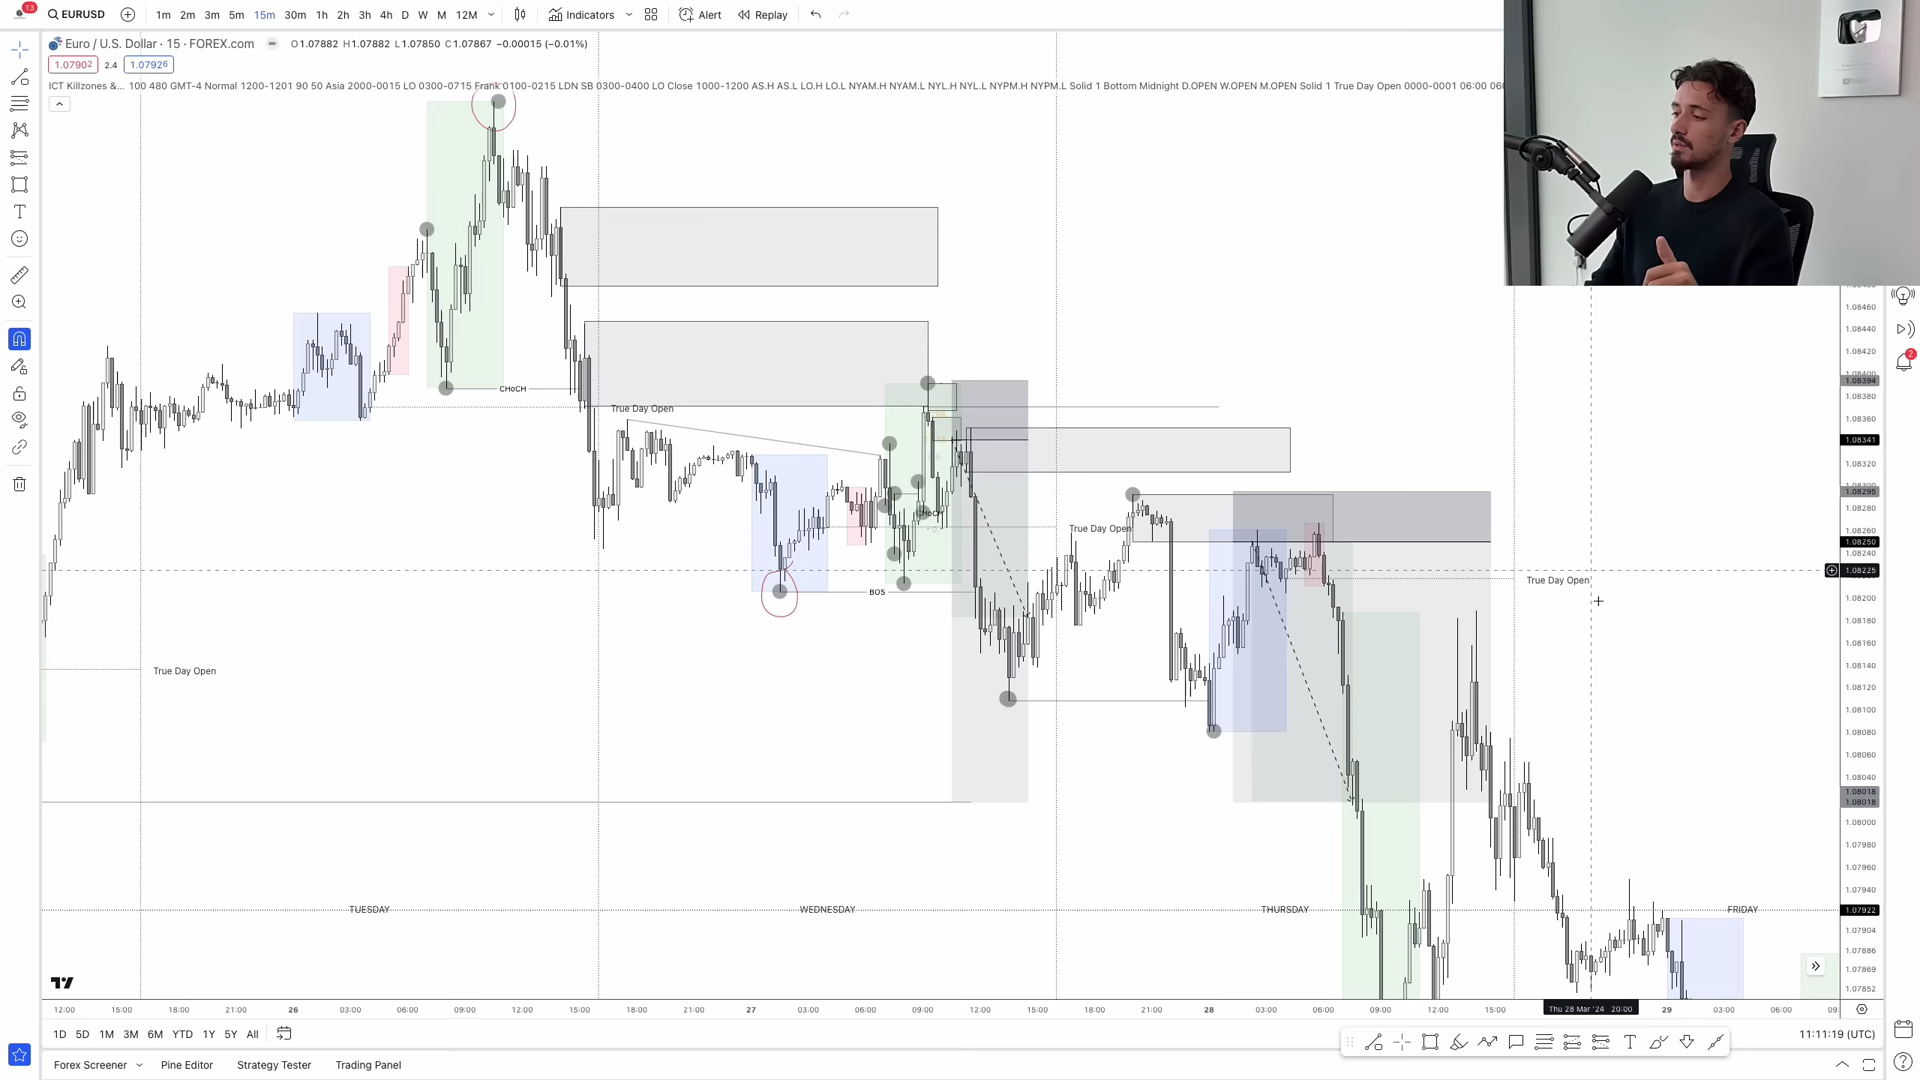 13
EURUSD
1m 2m 3m 5m 15m 30m 1h 2h 3h 4h D W M 12M
Indicators
Alert
Replay
Euro / U.S. Dollar · 15 · FOREX.com
O1.07882 H1.07882 L1.07850 C1.07867 −0.00015 (−0.01%)
1.07902 2.4 1.07926
ICT Killzones &... 100 480 GMT-4 Normal 1200-1201 90 50 Asia 2000-0015 LO 0300-0715 Frank 0100-0215 LDN SB 0300-0400 LO Close 1000-1200 AS.H AS.L LO.H LO.L NYAM.H NYAM.L NYL.H NYL.L NYPM.H NYPM.L Solid 1 Bottom Midnight D.OPEN W.OPEN M.OPEN Solid 1 True Day Open 0000-0001 06:00
1.08460
1.08440
2
1.08420
1.08394
CHoCH
1.08380
True Day Open
1.08360
1.08341
1.08320
1.08295
CHoCH
1.08280
True Day Open
1.08260
1.08250
1.08240
1.08225
True Day Open
BOS
1.08200
1.08180
1.08160
True Day Open
1.08140
1.08120
1.08100
1.08080
1.08060
1.08040
1.08018
1.08018
1.08000
1.07980
1.07960
1.07940
TUESDAY
WEDNESDAY
THURSDAY
FRIDAY
1.07922
1.07904
1.07886
1.07869
1.07852
12:00 15:00 18:00 21:00 26 03:00 06:00 09:00 12:00 15:00 18:00 21:00 27 03:00 06:00 09:00 12:00 15:00 18:00 21:00 28 03:00 06:00 09:00 12:00 15:00 Thu 28 Mar '24 20:00 29 03:00 06:00
1D 5D 1M 3M 6M YTD 1Y 5Y All
11:11:19 (UTC)
Forex Screener
Pine Editor
Strategy Tester
Trading Panel